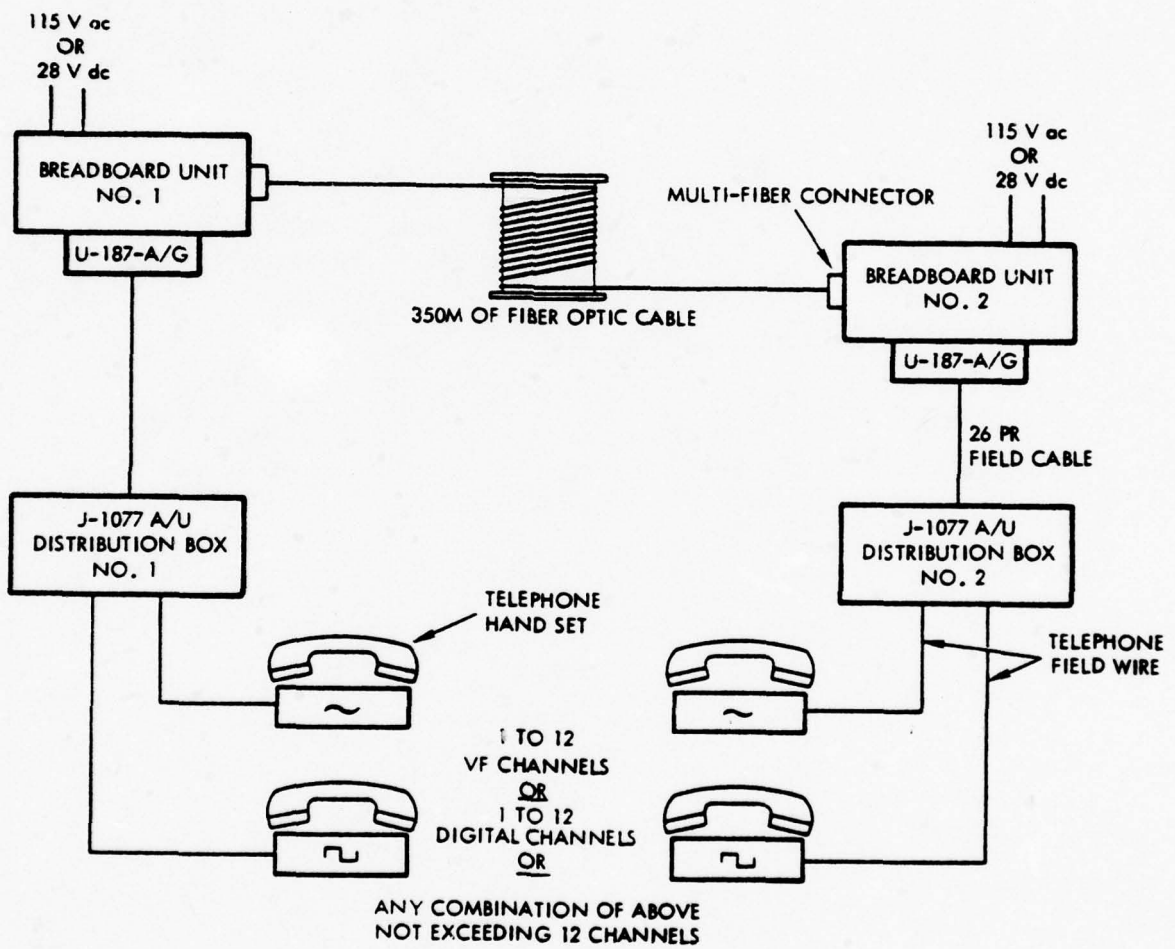 115 V ac
OR
28 V dc
BREADBOARD UNIT
NO. 1
U-187-A/G
115 V ac
OR
28 V dc
MULTI-FIBER CONNECTOR
BREADBOARD UNIT
NO. 2
U-187-A/G
350M OF FIBER OPTIC CABLE
26 PR
FIELD CABLE
J-1077 A/U
DISTRIBUTION BOX
NO. 1
J-1077 A/U
DISTRIBUTION BOX
NO. 2
TELEPHONE
HAND SET
TELEPHONE
FIELD WIRE
1 TO 12
VF CHANNELS
OR
1 TO 12
DIGITAL CHANNELS
OR
ANY COMBINATION OF ABOVE
NOT EXCEEDING 12 CHANNELS